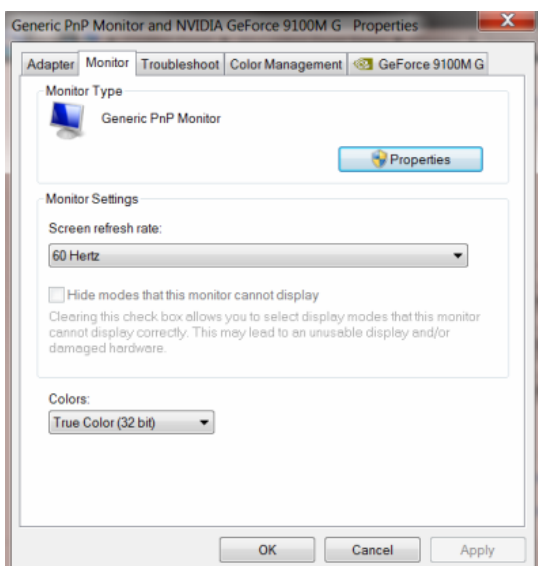 Generic PnP Monitor and NVIDIA GeForce 9100M G Properties
Adapter Monitor Troubleshoot Color Management GeForce 9100M G
Monitor Type
Generic PnP Monitor
Properties
Monitor Settings
Screen refresh rate:
60 Hertz
Hide modes that this monitor cannot display
Clearing this check box allows you to select display modes that this monitor
cannot display correctly. This may lead to an unusable display and/or
damaged hardware.
Colors:
True Color (32 bit)
OK Cancel Apply